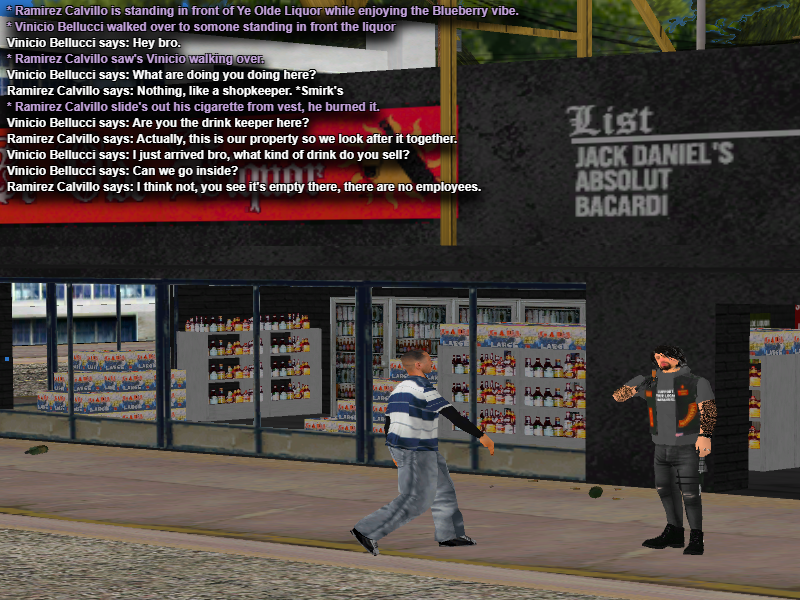 * Ramirez Calvillo is standing in front of Ye Olde Liquor while enjoying the Blueberry vibe.
* Vinicio Bellucci walked over to somone standing in front the liquor
Vinicio Bellucci says: Hey bro.
* Ramirez Calvillo saw's Vinicio walking over.
Vinicio Bellucci says: What are doing you doing here?
Ramirez Calvillo says: Nothing, like a shopkeeper. *Smirk's
* Ramirez Calvillo slide's out his cigarette from vest, he burned it.
Vinicio Bellucci says: Are you the drink keeper here?
Ramirez Calvillo says: Actually, this is our property so we look after it together.
Vinicio Bellucci says: I just arrived bro, what kind of drink do you sell?
Vinicio Bellucci says: Can we go inside?
Ramirez Calvillo says: I think not, you see it's empty there, there are no employees.
List
JACK DANIEL'S
ABSOLUT
BACARDI